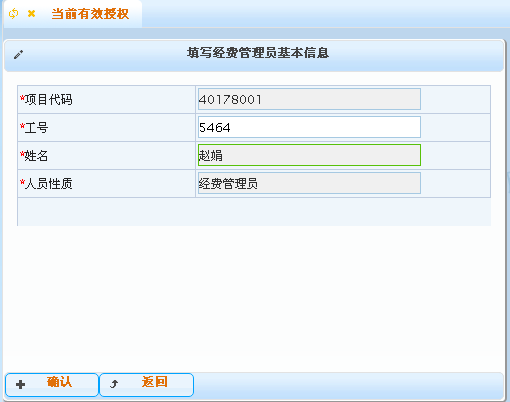 当前有效授权
填写经费管理员基本信息
*项目代码 40178001
*工号 5464
*姓名 赵娟
*人员性质 经费管理员
确认 返回